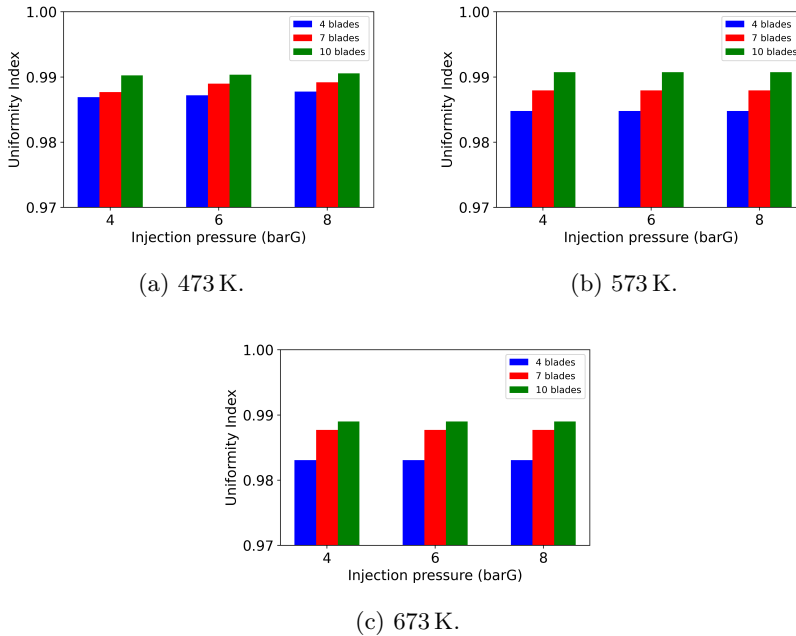 1.00
0.99
0.98
0.97
Uniformity Index
4 blades
7 blades
10 blades
4 6 8
Injection pressure (barG)
(a) 473 K.
1.00
0.99
0.98
0.97
Uniformity Index
4 blades
7 blades
10 blades
4 6 8
Injection pressure (barG)
(b) 573 K.
1.00
0.99
0.98
0.97
Uniformity Index
4 blades
7 blades
10 blades
4 6 8
Injection pressure (barG)
(c) 673 K.